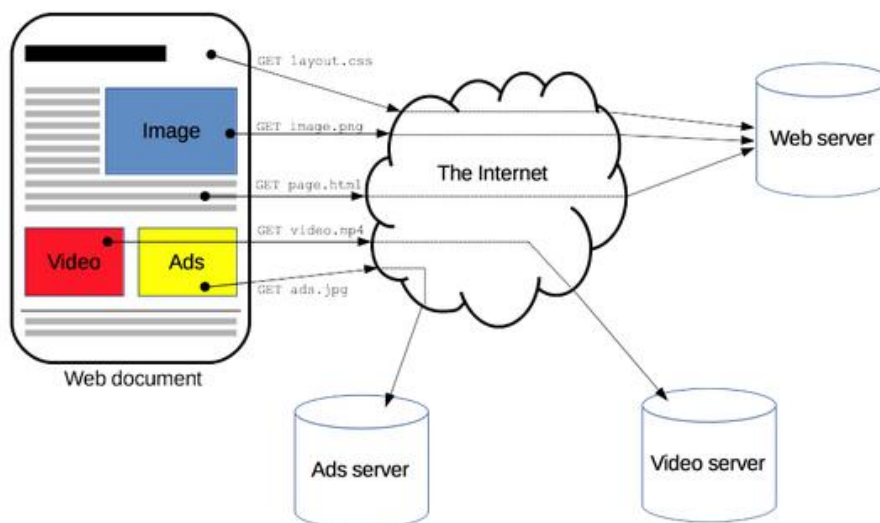 GET layout.css
Image
GET image.png
Web server
The Internet
GET page.html
GET video.mp4
Video
Ads
GET ads.jpg
Web document
Ads server
Video server